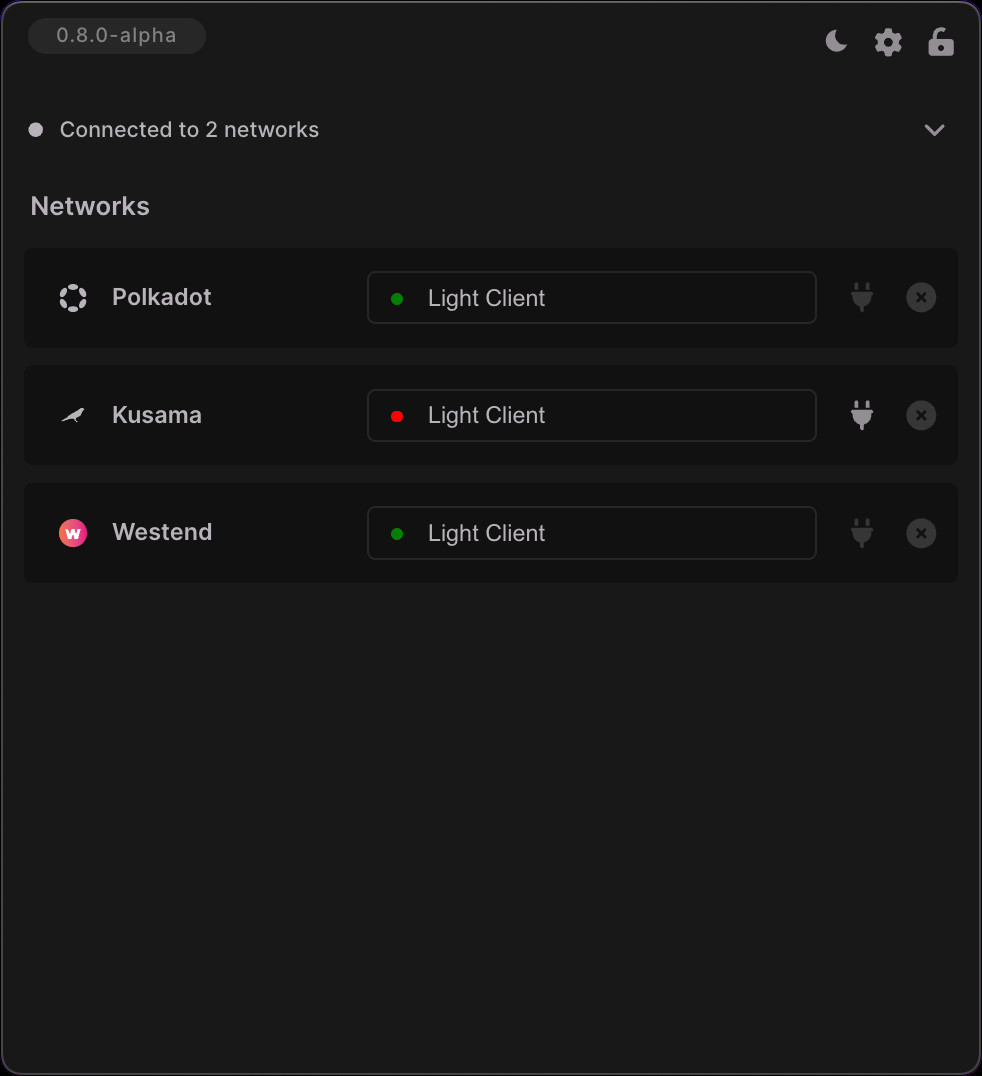 0.8.0-alpha
Connected to 2 networks
Networks
Polkadot
Light Client
Kusama
Light Client
w
Westend
Light Client